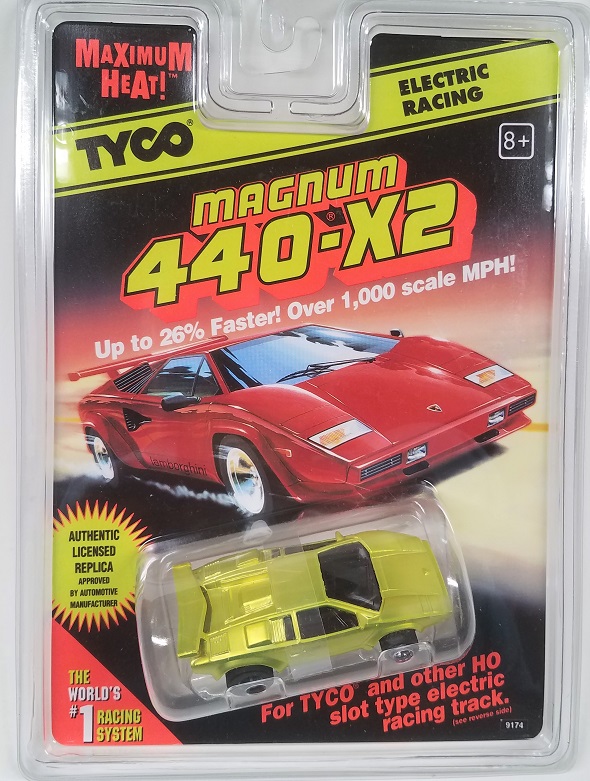 MAXIMUM
HEAT!™
TYCO®
ELECTRIC
RACING
8+
MAGNUM
440®-X2
Up to 26% Faster! Over 1,000 scale MPH!
lamborghini
AUTHENTIC
LICENSED
REPLICA
APPROVED
BY AUTOMOTIVE
MANUFACTURER
THE
WORLD'S
#1 RACING
SYSTEM
For TYCO® and other HO
slot type electric
racing track.
(see reverse side)
9174